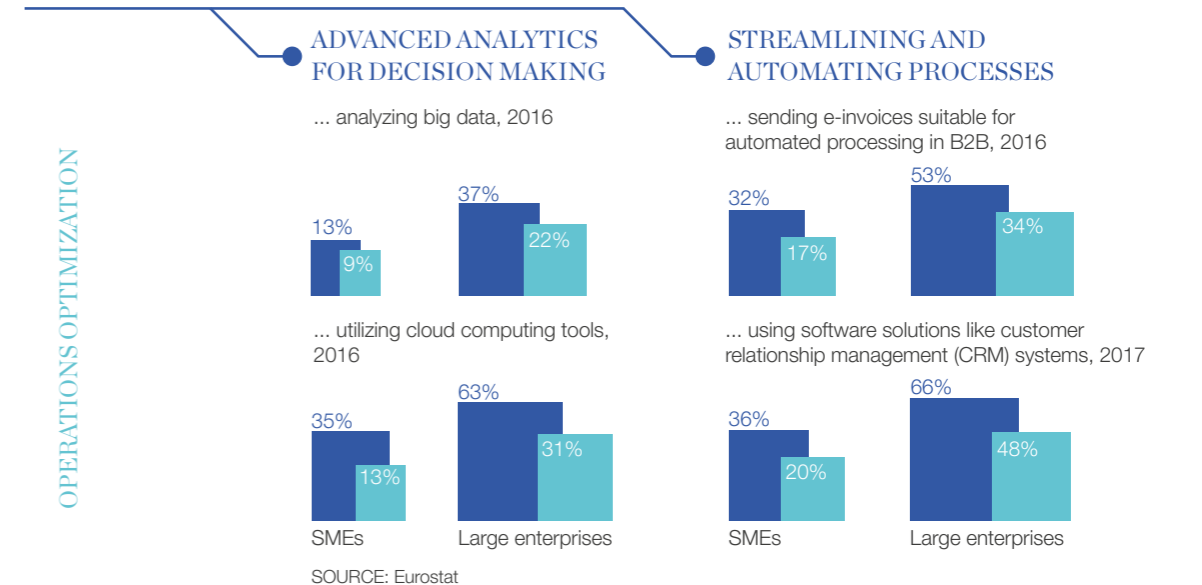 OPERATIONS OPTIMIZATION
ADVANCED ANALYTICS
FOR DECISION MAKING
... analyzing big data, 2016
13%
9%
37%
22%
... utilizing cloud computing tools,
2016
35%
13%
63%
31%
SMEs
Large enterprises
SOURCE: Eurostat
STREAMLINING AND
AUTOMATING PROCESSES
... sending e-invoices suitable for
automated processing in B2B, 2016
32%
17%
53%
34%
... using software solutions like customer
relationship management (CRM) systems, 2017
36%
20%
66%
48%
SMEs
Large enterprises